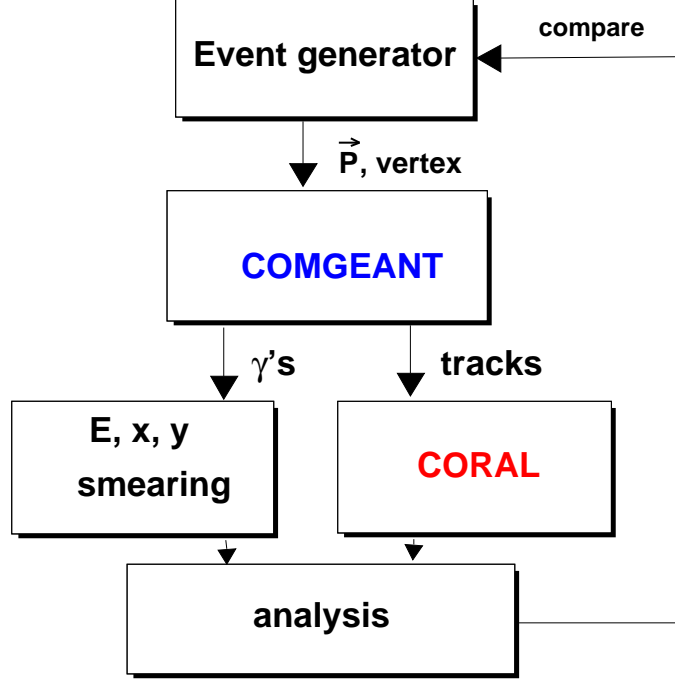 compare
Event generator
P⃗, vertex
COMGEANT
γ's
tracks
E, x, y
smearing
CORAL
analysis